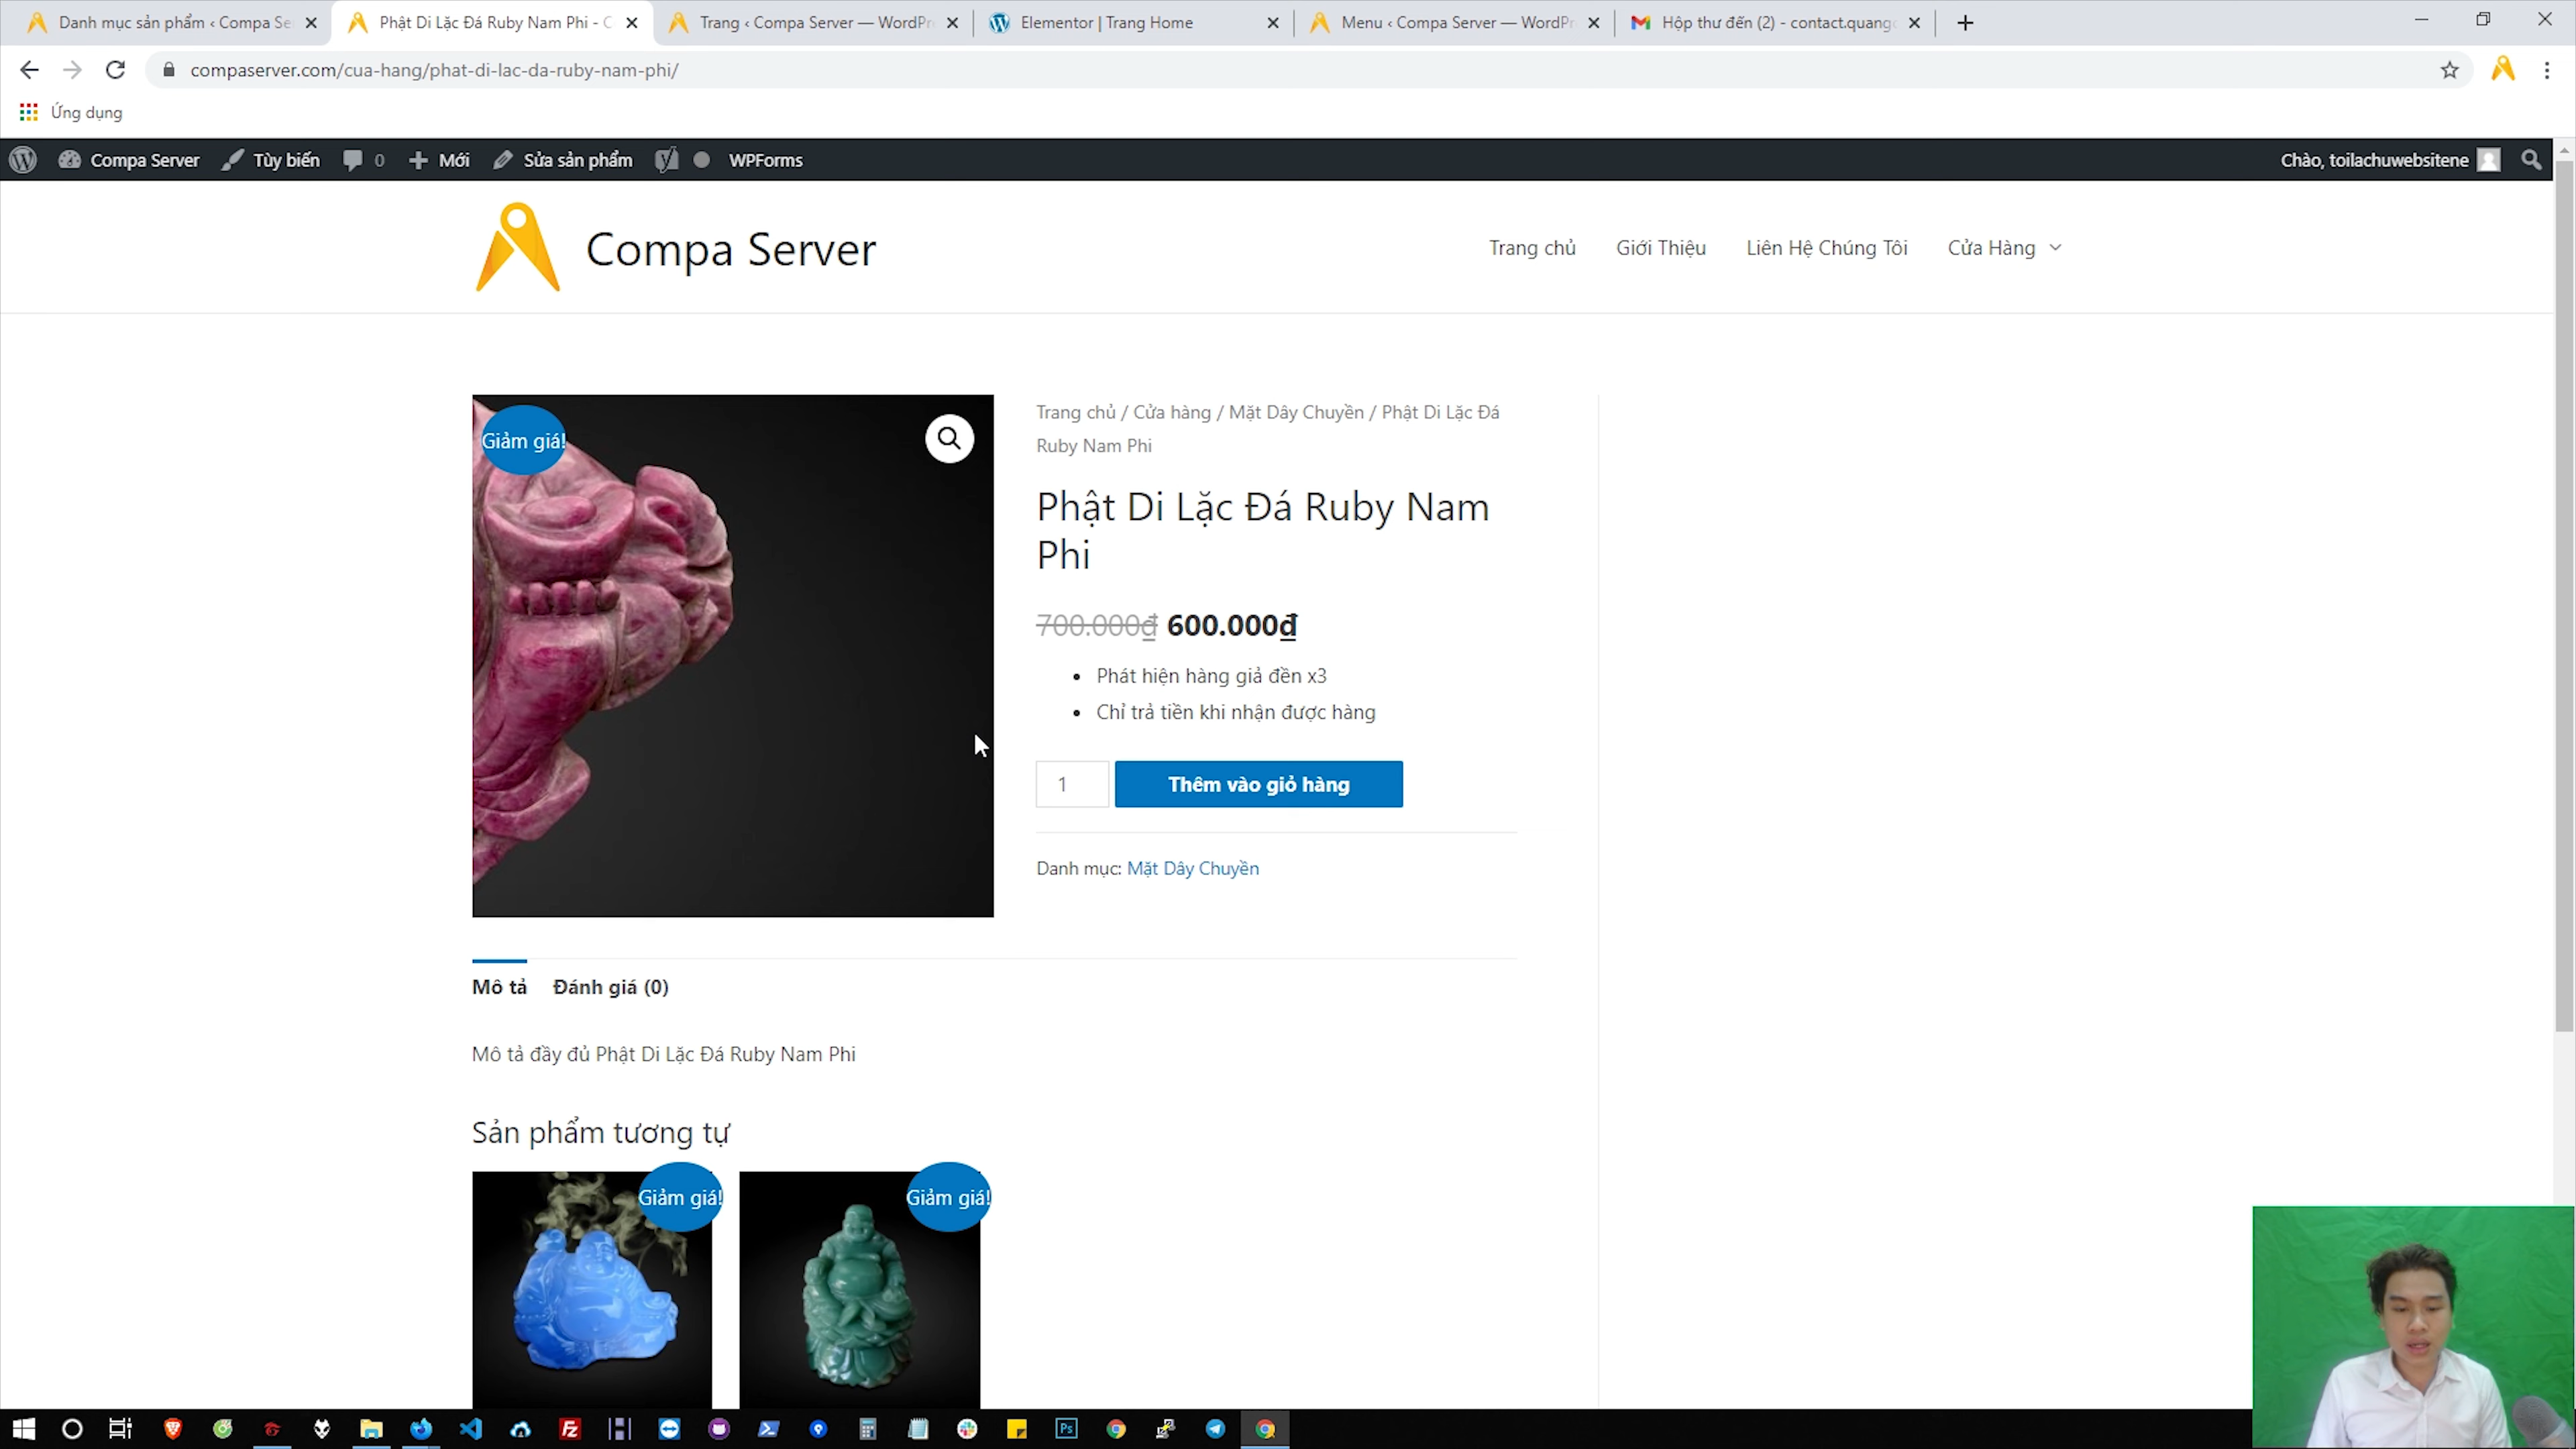 Danh mục sản phẩm ‹ Compa Se
Phật Di Lặc Đá Ruby Nam Phi - C
Trang ‹ Compa Server — WordPr
Elementor | Trang Home
Menu ‹ Compa Server — WordPr
Hộp thư đến (2) - contact.quang
compaserver.com/cua-hang/phat-di-lac-da-ruby-nam-phi/
Ứng dụng
Compa Server
Tùy biến
0
Mới
Sửa sản phẩm
WPForms
Chào, toilachuwebsitene
Compa Server
Trang chủ
Giới Thiệu
Liên Hệ Chúng Tôi
Cửa Hàng
Giảm giá!
Trang chủ / Cửa hàng / Mặt Dây Chuyền / Phật Di Lặc Đá
Ruby Nam Phi
Phật Di Lặc Đá Ruby Nam
Phi
700.000₫ 600.000₫
Phát hiện hàng giả đền x3
Chỉ trả tiền khi nhận được hàng
1
Thêm vào giỏ hàng
Danh mục: Mặt Dây Chuyền
Mô tả
Đánh giá (0)
Mô tả đầy đủ Phật Di Lặc Đá Ruby Nam Phi
Sản phẩm tương tự
Giảm giá!
Giảm giá!